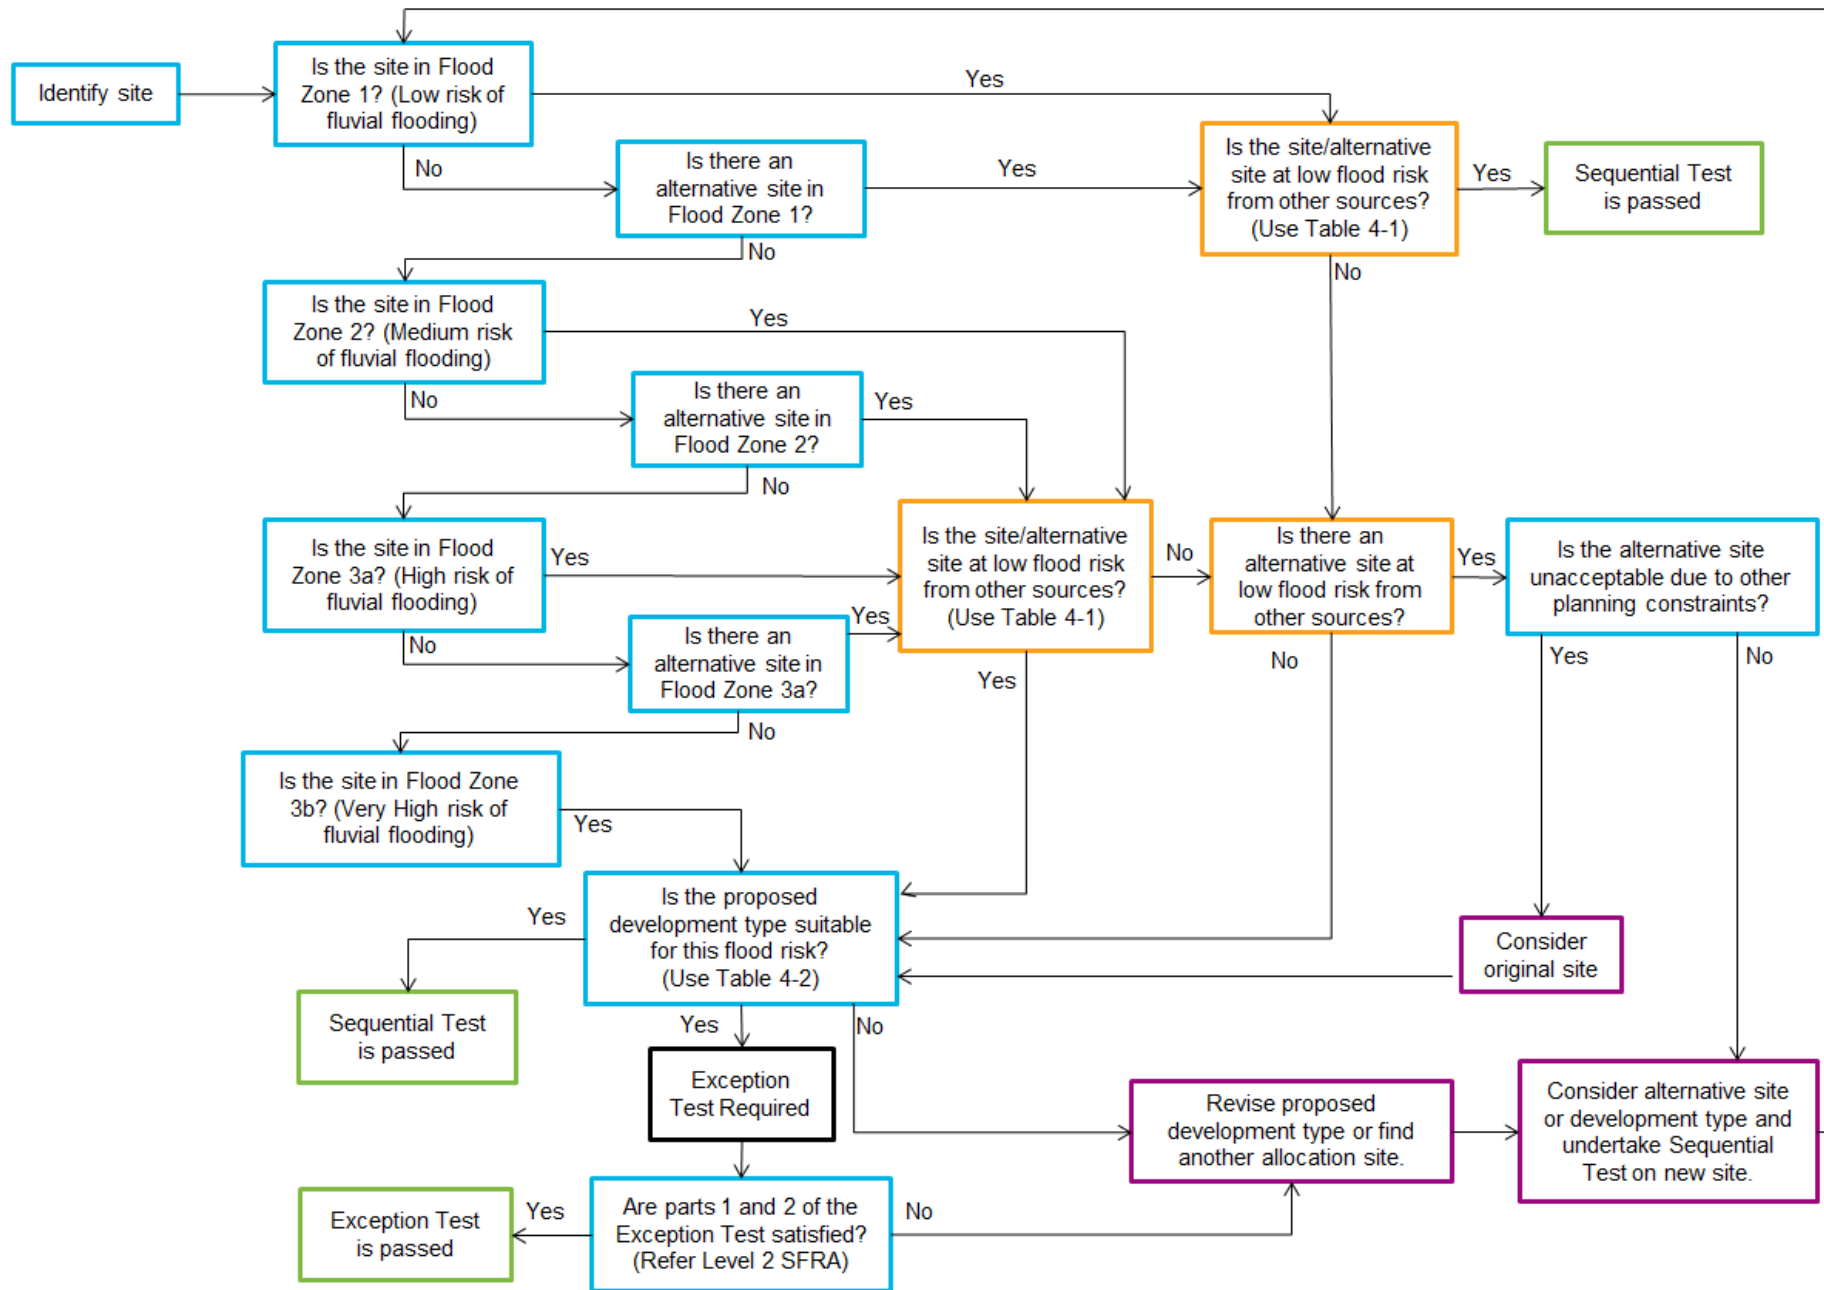 Identify site
Is the site in Flood
Zone 1? (Low risk of
fluvial flooding)
Yes
No
Is there an
alternative site in
Flood Zone 1?
Yes
No
Is the site/alternative
site at low flood risk
from other sources?
(Use Table 4-1)
Yes
No
Sequential Test
is passed
Is the site in Flood
Zone 2? (Medium risk
of fluvial flooding)
Yes
No
Is there an
alternative site in
Flood Zone 2?
Yes
No
Is the site in Flood
Zone 3a? (High risk of
fluvial flooding)
Yes
No
Is there an
alternative site in
Flood Zone 3a?
Yes
No
Is the site/alternative
site at low flood risk
from other sources?
(Use Table 4-1)
No
Yes
Is there an
alternative site at
low flood risk from
other sources?
Yes
No
Is the alternative site
unacceptable due to other
planning constraints?
Yes
No
Is the site in Flood Zone
3b? (Very High risk of
fluvial flooding)
Yes
Is the proposed
development type suitable
for this flood risk?
(Use Table 4-2)
Yes
Yes
No
Consider
original site
Sequential Test
is passed
Exception
Test Required
Revise proposed
development type or find
another allocation site.
Consider alternative site
or development type and
undertake Sequential
Test on new site.
Are parts 1 and 2 of the
Exception Test satisfied?
(Refer Level 2 SFRA)
Yes
No
Exception Test
is passed